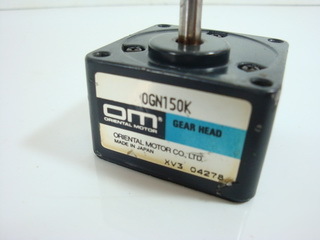 0GN150K
om
ORIENTAL MOTOR
GEAR HEAD
ORIENTAL MOTOR CO., LTD.
MADE IN JAPAN
XV3 04278